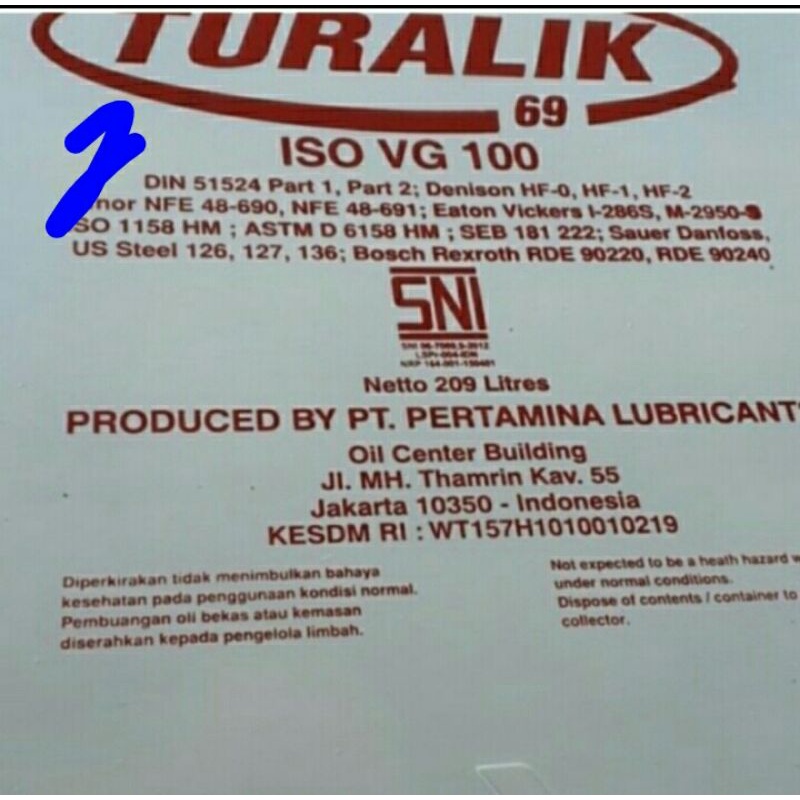 TURALIK
69
ISO VG 100
DIN 51524 Part 1, Part 2; Denison HF-0, HF-1, HF-2
nor NFE 48-690, NFE 48-691; Eaton Vickers I-286S, M-2950-S
SO 1158 HM ; ASTM D 6158 HM ; SEB 181 222; Sauer Danfoss,
US Steel 126, 127, 136; Bosch Rexroth RDE 90220, RDE 90240
SNI
Netto 209 Litres
PRODUCED BY PT. PERTAMINA LUBRICANTS
Oil Center Building
Jl. MH. Thamrin Kav. 55
Jakarta 10350 - Indonesia
KESDM RI : WT157H1010010219
Diperkirakan tidak menimbulkan bahaya
kesehatan pada penggunaan kondisi normal.
Pembuangan oli bekas atau kemasan
diserahkan kepada pengelola limbah.
Not expected to be a heath hazard w
under normal conditions.
Dispose of contents / container to
collector.